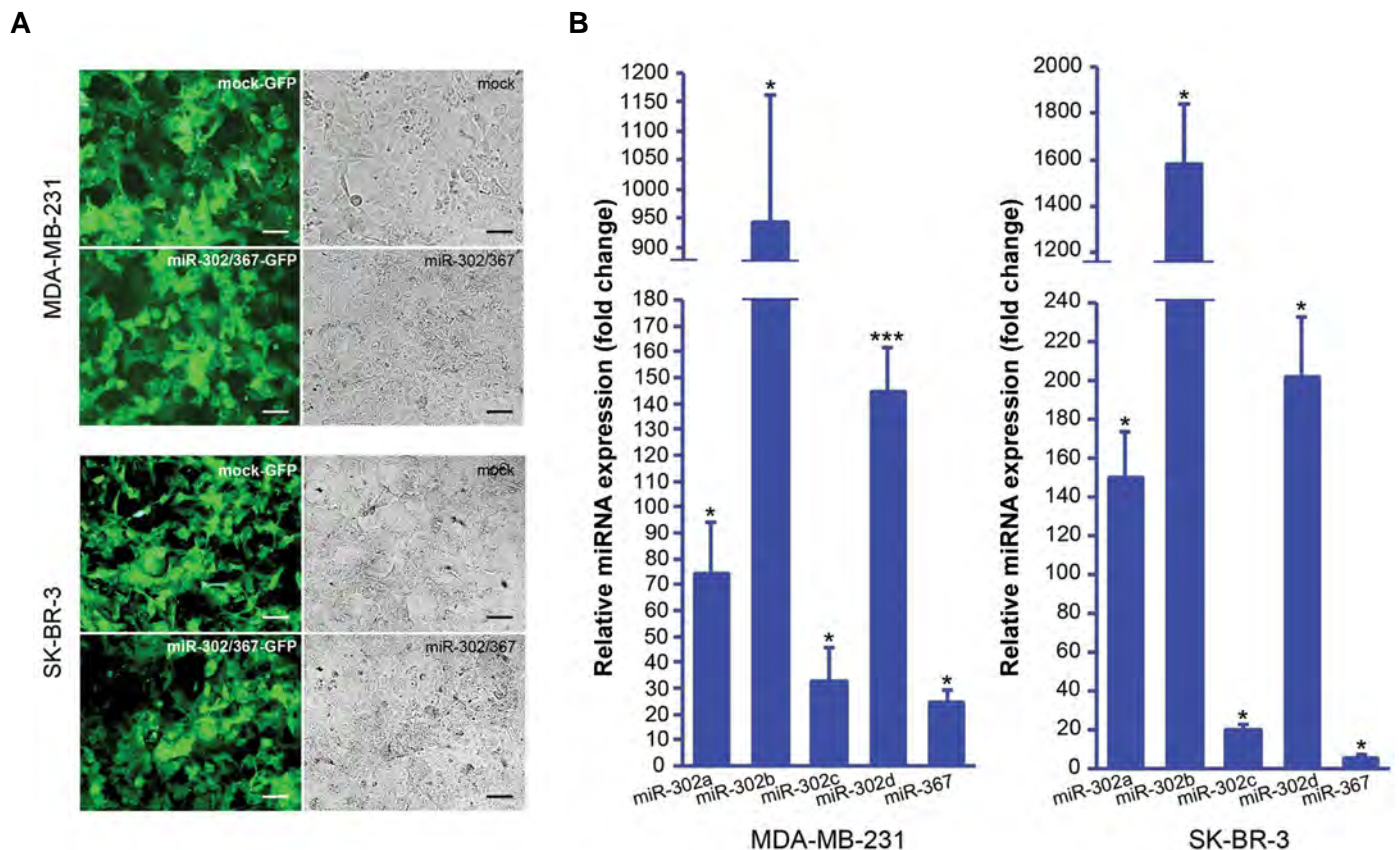 A
mock-GFP
mock
miR-302/367-GFP
miR-302/367
MDA-MB-231
mock-GFP
mock
miR-302/367-GFP
miR-302/367
SK-BR-3
B
Relative miRNA expression (fold change)
1200
1150
1100
1050
1000
950
900
180
170
160
150
140
130
120
110
100
90
80
70
60
50
40
30
20
10
0
*
*
*
***
*
miR-302a
miR-302b
miR-302c
miR-302d
miR-367
MDA-MB-231
Relative miRNA expression (fold change)
2000
1800
1600
1400
1200
240
220
200
180
160
140
120
100
80
60
40
20
0
*
*
*
*
*
miR-302a
miR-302b
miR-302c
miR-302d
miR-367
SK-BR-3